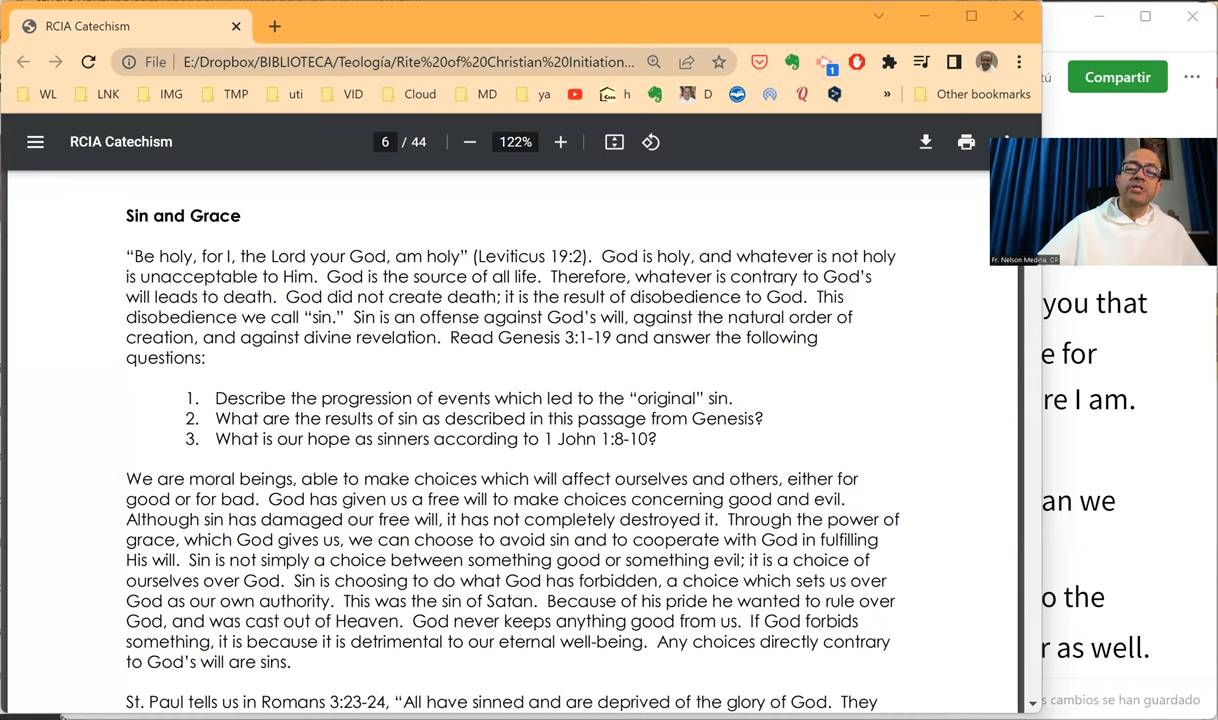 RCIA Catechism
File E:/Dropbox/BIBLIOTECA/Teología/Rite%20of%20Christian%20Initiation...
1
WL LNK IMG TMP uti VID Cloud MD ya h D » Other bookmarks
tú Compartir
RCIA Catechism 6 / 44 122%
Sin and Grace
“Be holy, for I, the Lord your God, am holy” (Leviticus 19:2). God is holy, and whatever is not holy
is unacceptable to Him. God is the source of all life. Therefore, whatever is contrary to God’s
will leads to death. God did not create death; it is the result of disobedience to God. This
disobedience we call “sin.” Sin is an offense against God’s will, against the natural order of
creation, and against divine revelation. Read Genesis 3:1-19 and answer the following
questions:
1. Describe the progression of events which led to the “original” sin.
2. What are the results of sin as described in this passage from Genesis?
3. What is our hope as sinners according to 1 John 1:8-10?
We are moral beings, able to make choices which will affect ourselves and others, either for
good or for bad. God has given us a free will to make choices concerning good and evil.
Although sin has damaged our free will, it has not completely destroyed it. Through the power of
grace, which God gives us, we can choose to avoid sin and to cooperate with God in fulfilling
His will. Sin is not simply a choice between something good or something evil; it is a choice of
ourselves over God. Sin is choosing to do what God has forbidden, a choice which sets us over
God as our own authority. This was the sin of Satan. Because of his pride he wanted to rule over
God, and was cast out of Heaven. God never keeps anything good from us. If God forbids
something, it is because it is detrimental to our eternal well-being. Any choices directly contrary
to God’s will are sins.
St. Paul tells us in Romans 3:23-24, “All have sinned and are deprived of the glory of God. They
Fr. Nelson Medina, OP
you that
e for
re I am.
an we
o the
r as well.
s cambios se han guardado